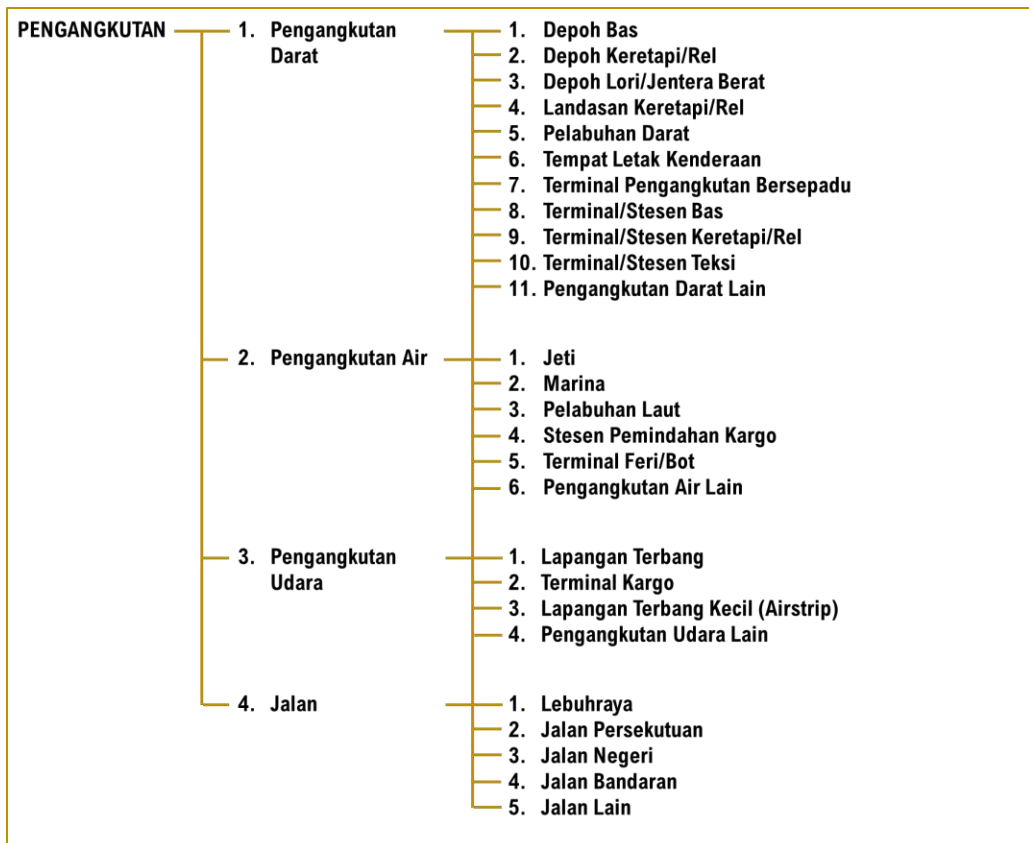 PENGANGKUTAN 1. Pengangkutan 1. Depoh Bas
Darat 2. Depoh Keretapi/Rel
3. Depoh Lori/Jentera Berat
4. Landasan Keretapi/Rel
5. Pelabuhan Darat
6. Tempat Letak Kenderaan
7. Terminal Pengangkutan Bersepadu
8. Terminal/Stesen Bas
9. Terminal/Stesen Keretapi/Rel
10. Terminal/Stesen Teksi
11. Pengangkutan Darat Lain
2. Pengangkutan Air 1. Jeti
2. Marina
3. Pelabuhan Laut
4. Stesen Pemindahan Kargo
5. Terminal Feri/Bot
6. Pengangkutan Air Lain
3. Pengangkutan 1. Lapangan Terbang
Udara 2. Terminal Kargo
3. Lapangan Terbang Kecil (Airstrip)
4. Pengangkutan Udara Lain
4. Jalan 1. Lebuhraya
2. Jalan Persekutuan
3. Jalan Negeri
4. Jalan Bandaran
5. Jalan Lain